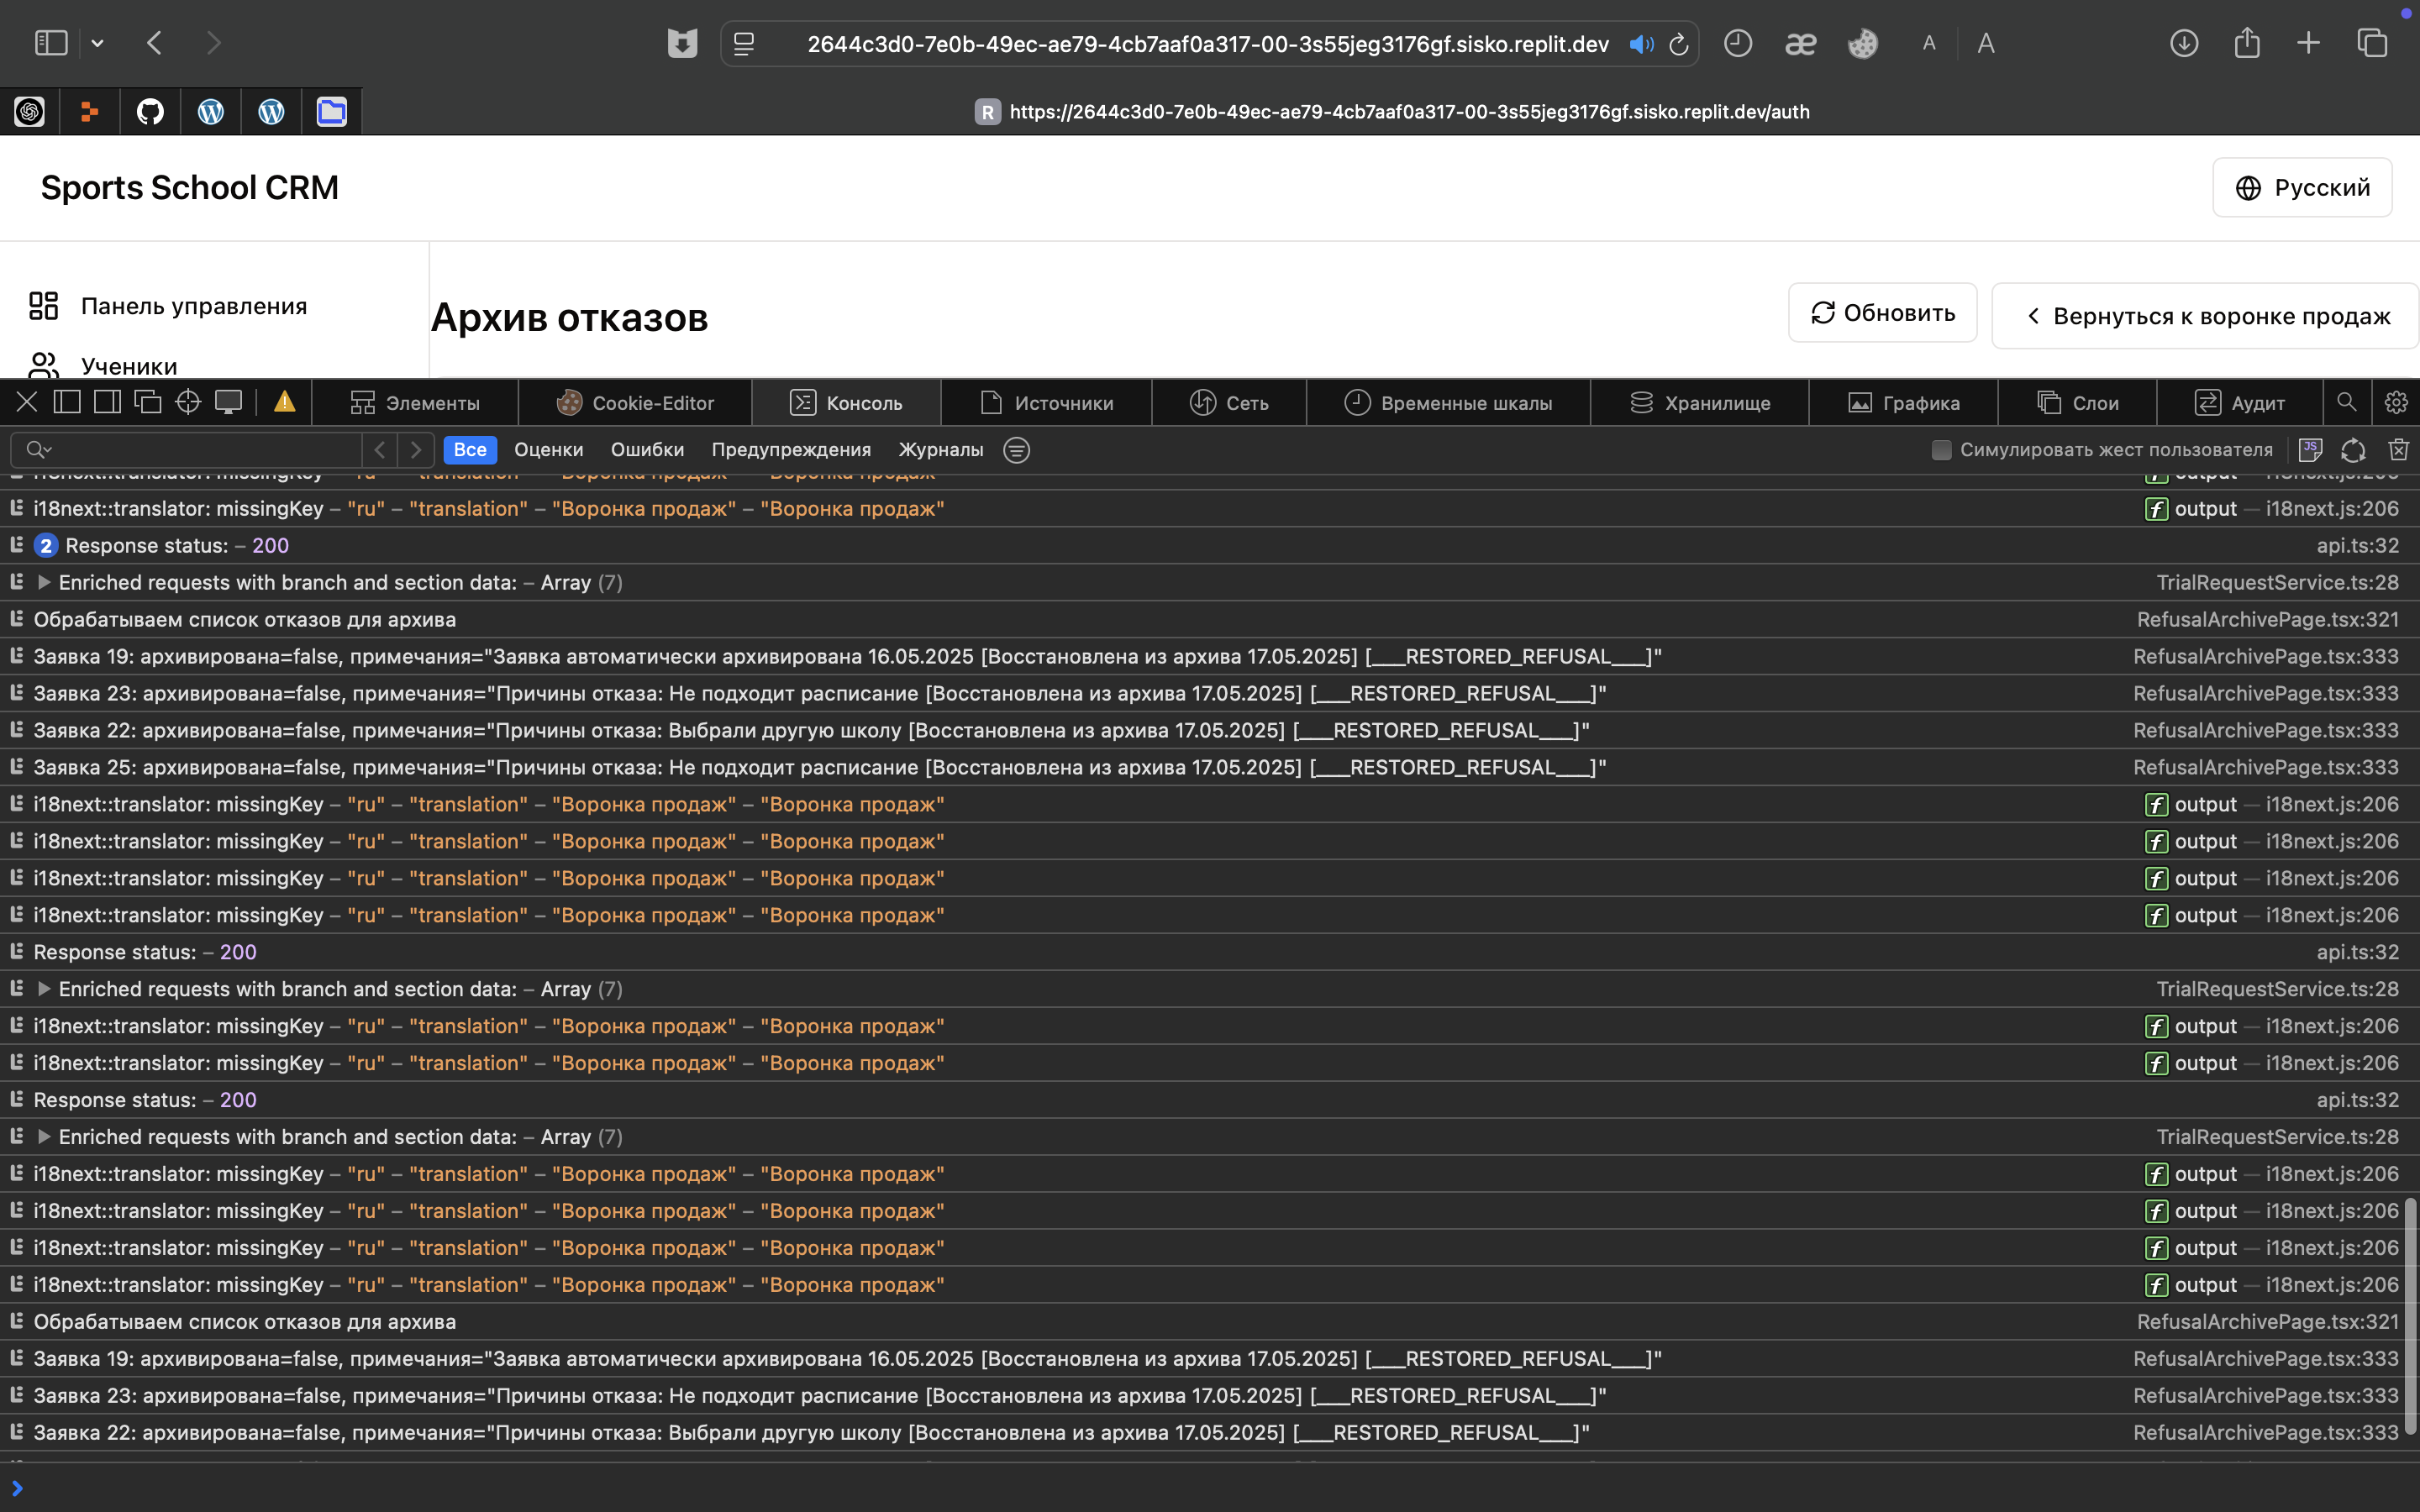 2644c3d0-7e0b-49ec-ae79-4cb7aaf0a317-00-3s55jeg3176gf.sisko.replit.dev
æ A A
R https://2644c3d0-7e0b-49ec-ae79-4cb7aaf0a317-00-3s55jeg3176gf.sisko.replit.dev/auth
Sports School CRM
Русский
Панель управления
Ученики
Архив отказов
Обновить
Вернуться к воронке продаж
Элементы Cookie-Editor Консоль Источники Сеть Временные шкалы Хранилище Графика Слои Аудит
Все Оценки Ошибки Предупреждения Журналы Симулировать жест пользователя
i18next::translator: missingKey – "ru" – "translation" – "Воронка продаж" – "Воронка продаж" output — i18next.js:206
i18next::translator: missingKey – "ru" – "translation" – "Воронка продаж" – "Воронка продаж" output — i18next.js:206
2 Response status: – 200 api.ts:32
Enriched requests with branch and section data: – Array (7) TrialRequestService.ts:28
Обрабатываем список отказов для архива RefusalArchivePage.tsx:321
Заявка 19: архивирована=false, примечания="Заявка автоматически архивирована 16.05.2025 [Восстановлена из архива 17.05.2025] [___RESTORED_REFUSAL___]" RefusalArchivePage.tsx:333
Заявка 23: архивирована=false, примечания="Причины отказа: Не подходит расписание [Восстановлена из архива 17.05.2025] [___RESTORED_REFUSAL___]" RefusalArchivePage.tsx:333
Заявка 22: архивирована=false, примечания="Причины отказа: Выбрали другую школу [Восстановлена из архива 17.05.2025] [___RESTORED_REFUSAL___]" RefusalArchivePage.tsx:333
Заявка 25: архивирована=false, примечания="Причины отказа: Не подходит расписание [Восстановлена из архива 17.05.2025] [___RESTORED_REFUSAL___]" RefusalArchivePage.tsx:333
i18next::translator: missingKey – "ru" – "translation" – "Воронка продаж" – "Воронка продаж" output — i18next.js:206
i18next::translator: missingKey – "ru" – "translation" – "Воронка продаж" – "Воронка продаж" output — i18next.js:206
i18next::translator: missingKey – "ru" – "translation" – "Воронка продаж" – "Воронка продаж" output — i18next.js:206
i18next::translator: missingKey – "ru" – "translation" – "Воронка продаж" – "Воронка продаж" output — i18next.js:206
Response status: – 200 api.ts:32
Enriched requests with branch and section data: – Array (7) TrialRequestService.ts:28
i18next::translator: missingKey – "ru" – "translation" – "Воронка продаж" – "Воронка продаж" output — i18next.js:206
i18next::translator: missingKey – "ru" – "translation" – "Воронка продаж" – "Воронка продаж" output — i18next.js:206
Response status: – 200 api.ts:32
Enriched requests with branch and section data: – Array (7) TrialRequestService.ts:28
i18next::translator: missingKey – "ru" – "translation" – "Воронка продаж" – "Воронка продаж" output — i18next.js:206
i18next::translator: missingKey – "ru" – "translation" – "Воронка продаж" – "Воронка продаж" output — i18next.js:206
i18next::translator: missingKey – "ru" – "translation" – "Воронка продаж" – "Воронка продаж" output — i18next.js:206
i18next::translator: missingKey – "ru" – "translation" – "Воронка продаж" – "Воронка продаж" output — i18next.js:206
Обрабатываем список отказов для архива RefusalArchivePage.tsx:321
Заявка 19: архивирована=false, примечания="Заявка автоматически архивирована 16.05.2025 [Восстановлена из архива 17.05.2025] [___RESTORED_REFUSAL___]" RefusalArchivePage.tsx:333
Заявка 23: архивирована=false, примечания="Причины отказа: Не подходит расписание [Восстановлена из архива 17.05.2025] [___RESTORED_REFUSAL___]" RefusalArchivePage.tsx:333
Заявка 22: архивирована=false, примечания="Причины отказа: Выбрали другую школу [Восстановлена из архива 17.05.2025] [___RESTORED_REFUSAL___]" RefusalArchivePage.tsx:333